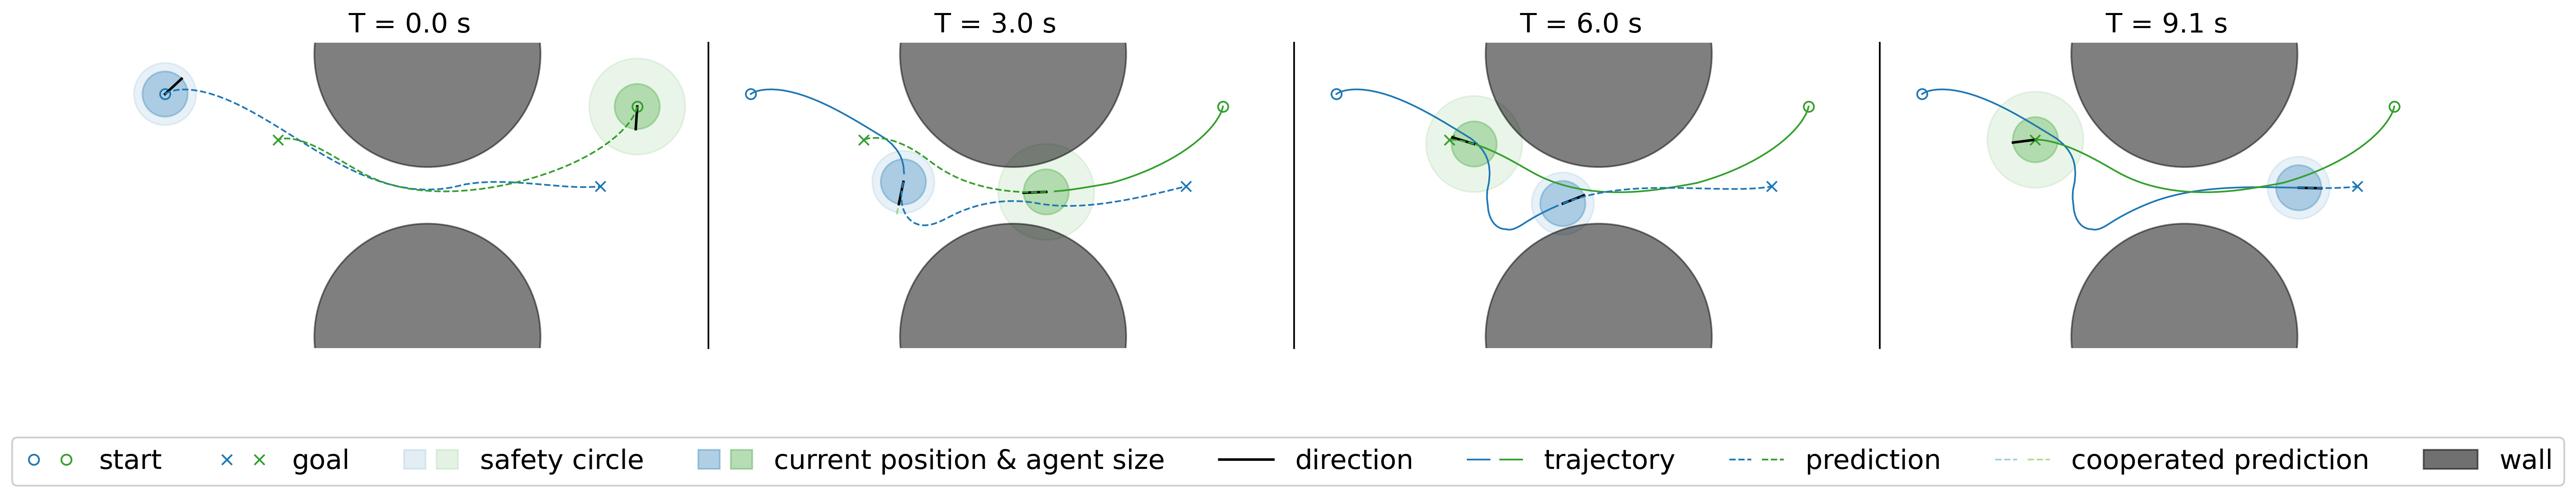 T = 0.0 s
T = 3.0 s
T = 6.0 s
T = 9.1 s
start goal safety circle current position & agent size direction trajectory prediction cooperated prediction wall